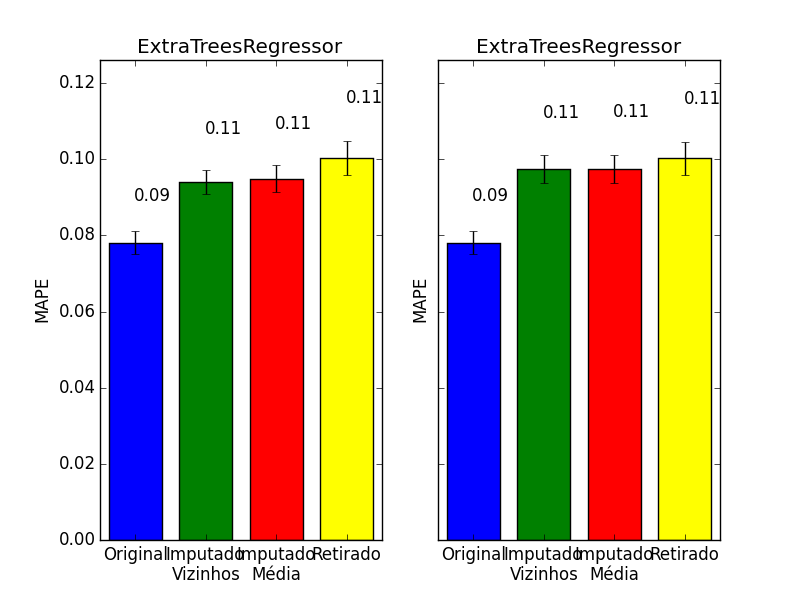 ExtraTreesRegressor
MAPE
0.12
0.10
0.08
0.06
0.04
0.02
0.00
0.09
0.11
0.11
0.11
Original
Imputado
Vizinhos
Imputado
Média
Retirado
ExtraTreesRegressor
MAPE
0.09
0.11
0.11
0.11
Original
Imputado
Vizinhos
Imputado
Média
Retirado